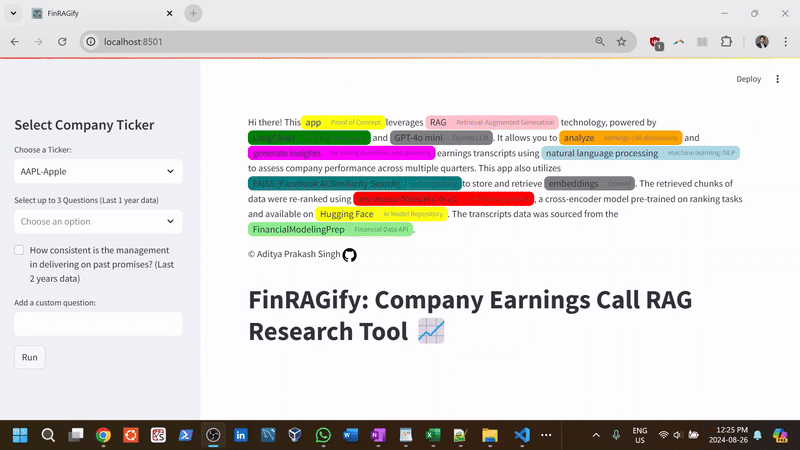 FinRAGify
localhost:8501
1
Deploy
Select Company Ticker
Choose a Ticker:
AAPL-Apple
Select up to 3 Questions (Last 1 year data)
Choose an option
How consistent is the management
in delivering on past promises? (Last
2 years data)
Add a custom question:
Run
Hi there! This app Proof of Concept leverages RAG Retrieval-Augmented Generation technology, powered by
LangChain and GPT-4o mini OpenAI LLM . It allows you to analyze earnings call discussions and
generate insights earnings transcripts using natural language processing machine learning: NLP
to assess company performance across multiple quarters. This app also utilizes
FAISS (Facebook AI Similarity Search) to store and retrieve embeddings OpenAI . The retrieved chunks of
data were re-ranked using , a cross-encoder model pre-trained on ranking tasks
and available on Hugging Face AI Model Repository . The transcripts data was sourced from the
FinancialModelingPrep Financial Data API .
© Aditya Prakash Singh
FinRAGify: Company Earnings Call RAG
Research Tool
ENG
US
12:25 PM
2024-08-26